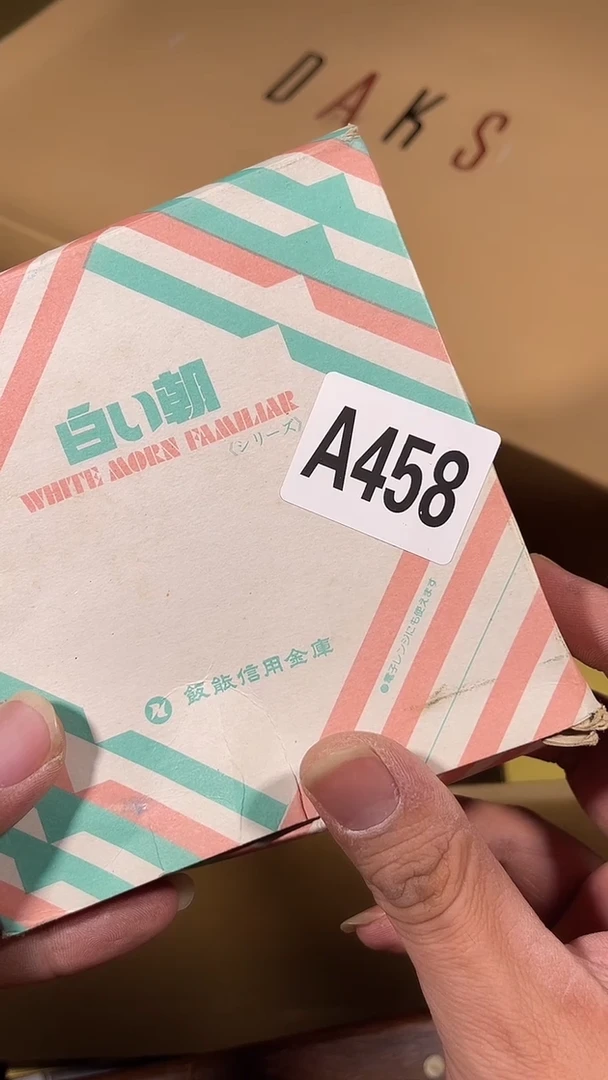 DAKS
白い朝
WHITE MORN FAMILIAR
《シリーズ》
A458
●電子レンジにも使えます
飯能信用金庫